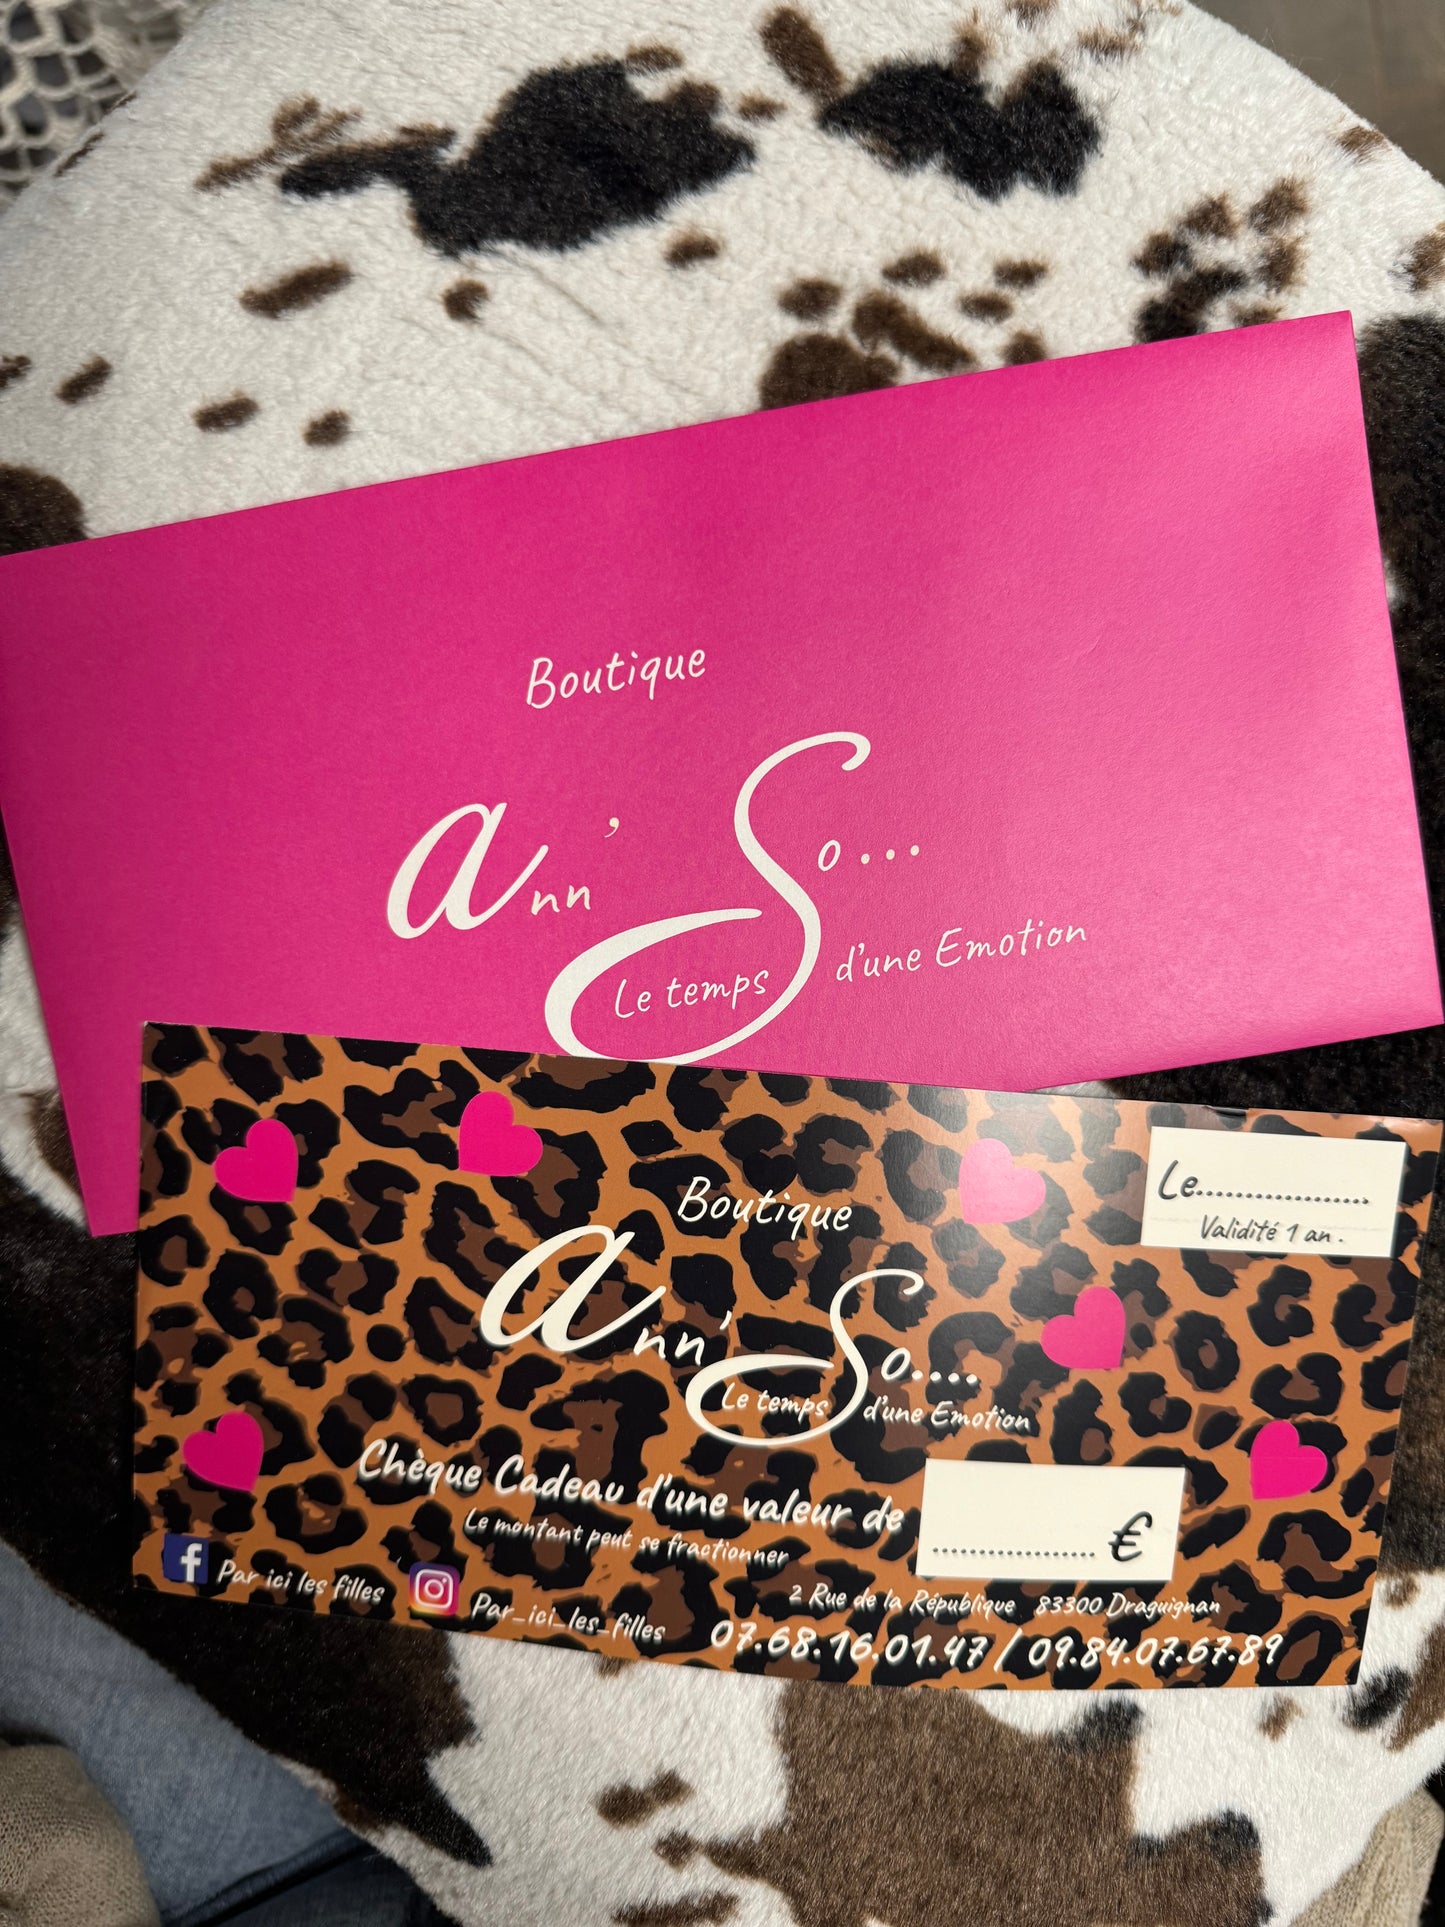 Boutique
ann' So...
Le temps d'une Emotion
Le...................
Validité 1 an.
Boutique
ann' So....
Le temps d'une Emotion
Chèque Cadeau d'une valeur de .................. €
Le montant peut se fractionner
Par ici les filles Par_ici_les_filles
2 Rue de la République 83300 Draguignan
07.68.16.01.47 / 09.84.07.67.89